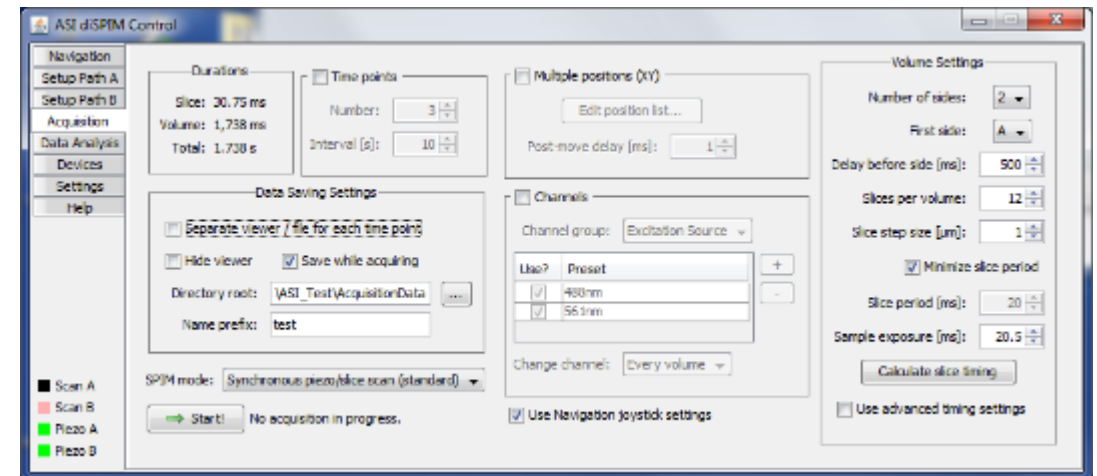 ASI diSPIM Control
Navigation
Setup Path A
Setup Path B
Acquisition
Data Analysis
Devices
Settings
Help
Scan A
Scan B
Piezo A
Piezo B
Durations
Slice: 30.75 ms
Volume: 1,738 ms
Total: 1.738 s
Time points
Number: 3
Interval [s]: 10
Data Saving Settings
Separate viewer / file for each time point
Hide viewer Save while acquiring
Directory root: \ASI_Test\AcquisitionData ...
Name prefix: test
SPIM mode: Synchronous piezo/slice scan (standard)
Start! No acquisition in progress.
Multiple positions (XY)
Edit position list...
Post-move delay [ms]: 1
Channels
Channel group: Excitation Source
Use? Preset +
488nm -
561nm
Change channel: Every volume
Use Navigation joystick settings
Volume Settings
Number of sides: 2
First side: A
Delay before side [ms]: 500
Slices per volume: 12
Slice step size [µm]: 1
Minimize slice period
Slice period [ms]: 20
Sample exposure [ms]: 20.5
Calculate slice timing
Use advanced timing settings